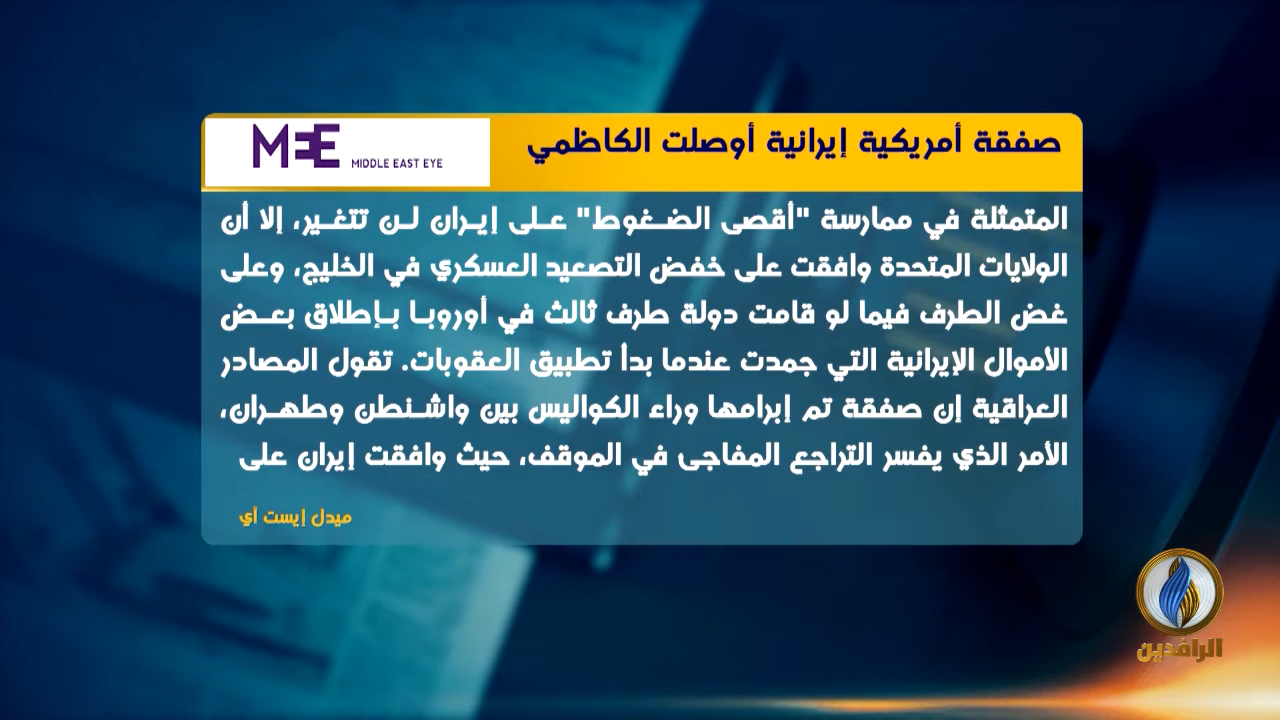 صفقة أمريكية إيرانية أوصلت الكاظمي
MEE MIDDLE EAST EYE
المتمثلة في ممارسة "أقصى الضغوط" على إيران لن تتغير، إلا أن
الولايات المتحدة وافقت على خفض التصعيد العسكري في الخليج، وعلى
غض الطرف فيما لو قامت دولة طرف ثالث في أوروبا بإطلاق بعض
الأموال الإيرانية التي جمدت عندما بدأ تطبيق العقوبات. تقول المصادر
العراقية إن صفقة تم إبرامها وراء الكواليس بين واشنطن وطهران،
الأمر الذي يفسر التراجع المفاجئ في الموقف، حيث وافقت إيران على
ميدل إيست آي
الرافدين